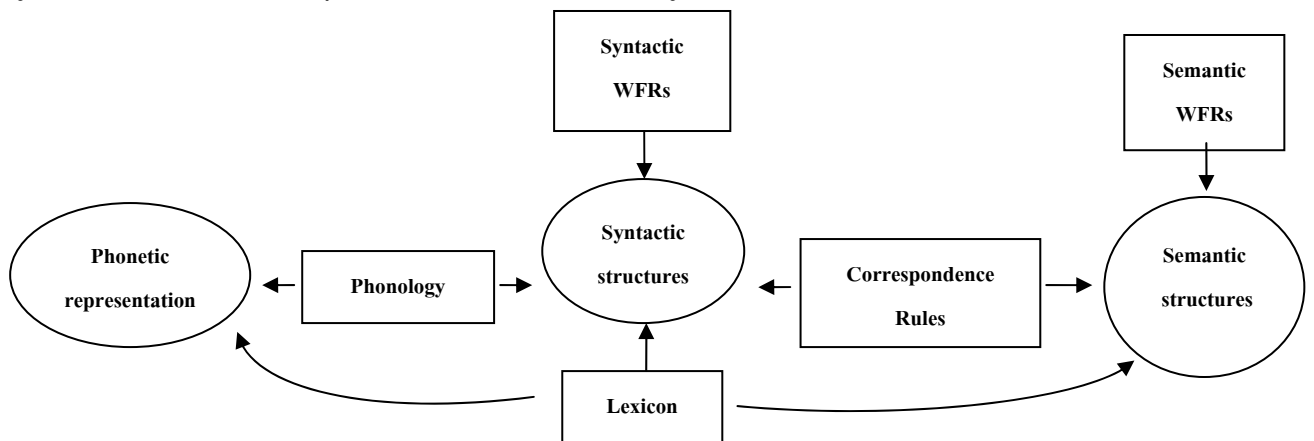 Syntactic
WFRs
Semantic
WFRs
Phonetic
representation
Phonology
Syntactic
structures
Correspondence
Rules
Semantic
structures
Lexicon